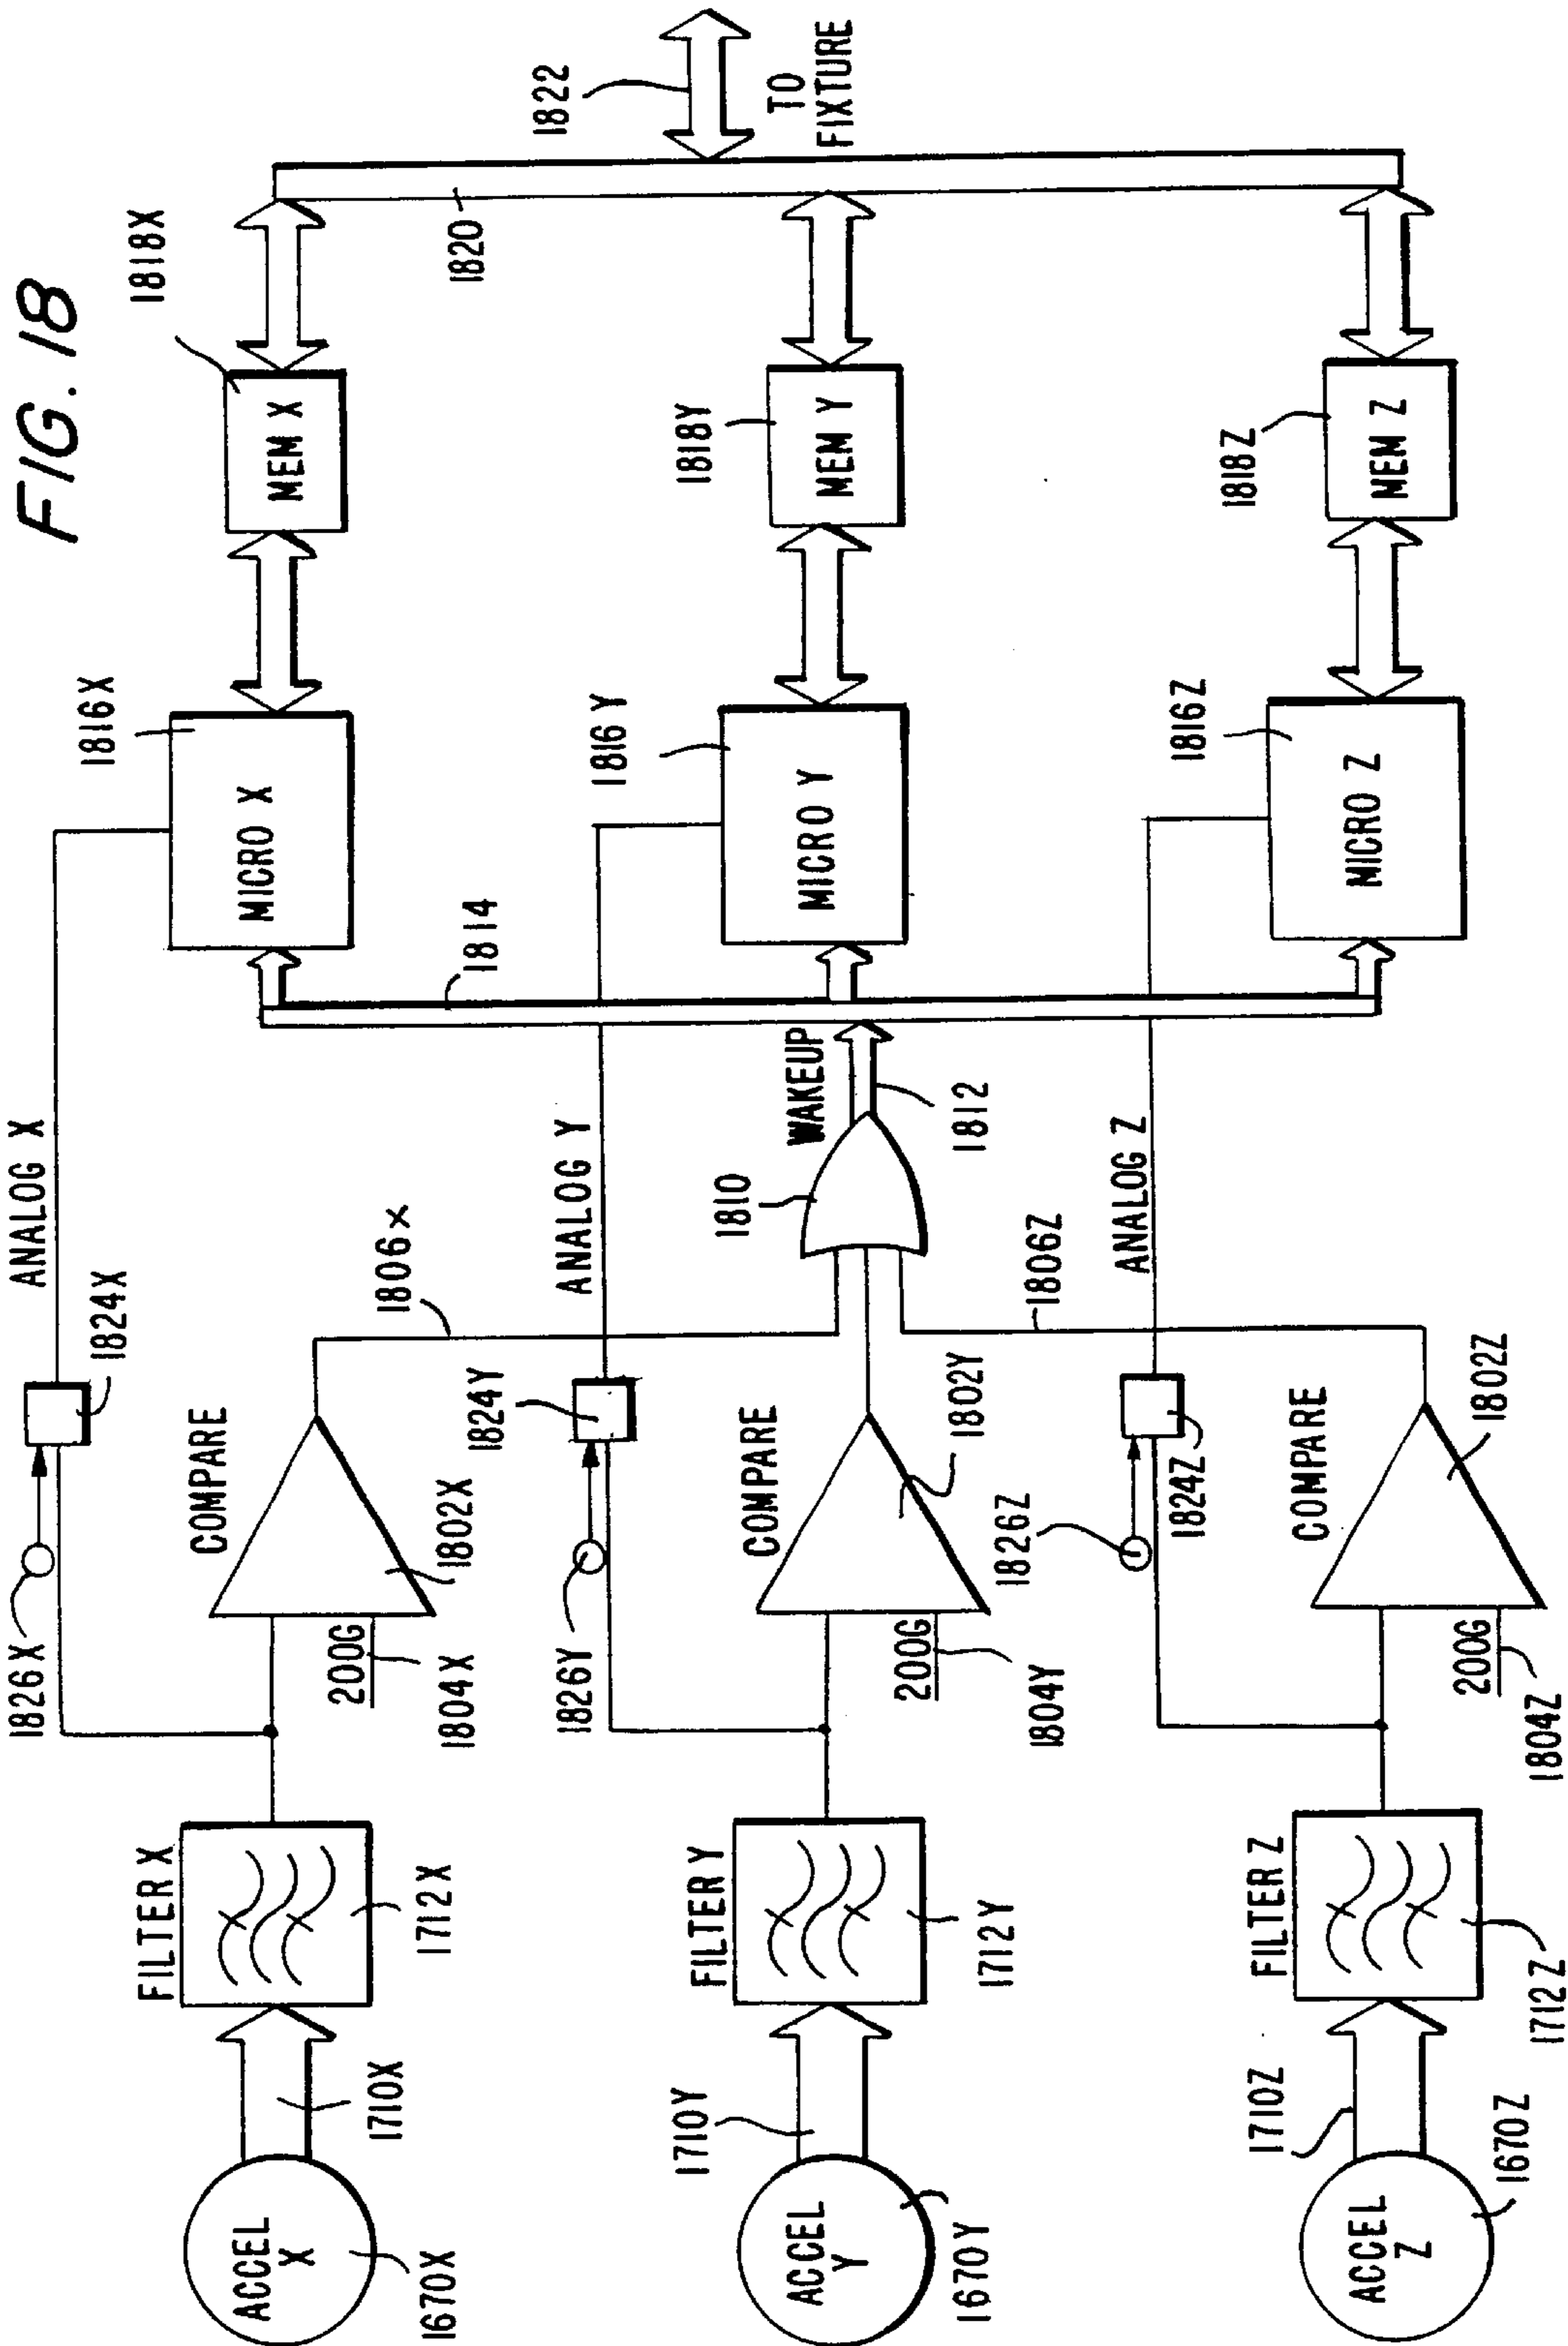 FIG. 18
1826X
1824X
ANALOG X
1816X
1818X
FILTER X
COMPARE
MICRO X
MEM X
ACCEL
X
1670X
1710X
1712X
200G
1804X
1802X
1806X
1814
1820
1822
TO
FIXTURE
1826Y
1824Y
ANALOG Y
1816Y
1818Y
FILTER Y
COMPARE
1810
WAKEUP
1812
MICRO Y
MEM Y
1710Y
ACCEL
Y
1670Y
1712Y
200G
1804Y
1802Y
1826Z
1824Z
1806Z
ANALOG Z
1816Z
1818Z
FILTER Z
COMPARE
MICRO Z
MEM Z
1710Z
ACCEL
Z
1670Z
1712Z
200G
1804Z
1802Z